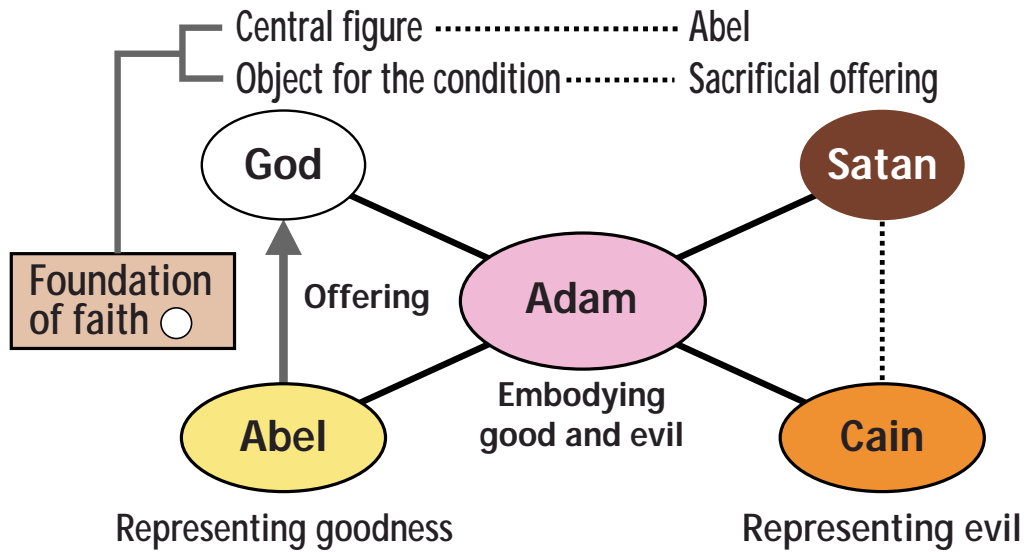 Central figure Abel
Object for the condition Sacrificial offering
God
Satan
Foundation
of faith
Offering
Adam
Embodying
good and evil
Abel
Cain
Representing goodness
Representing evil